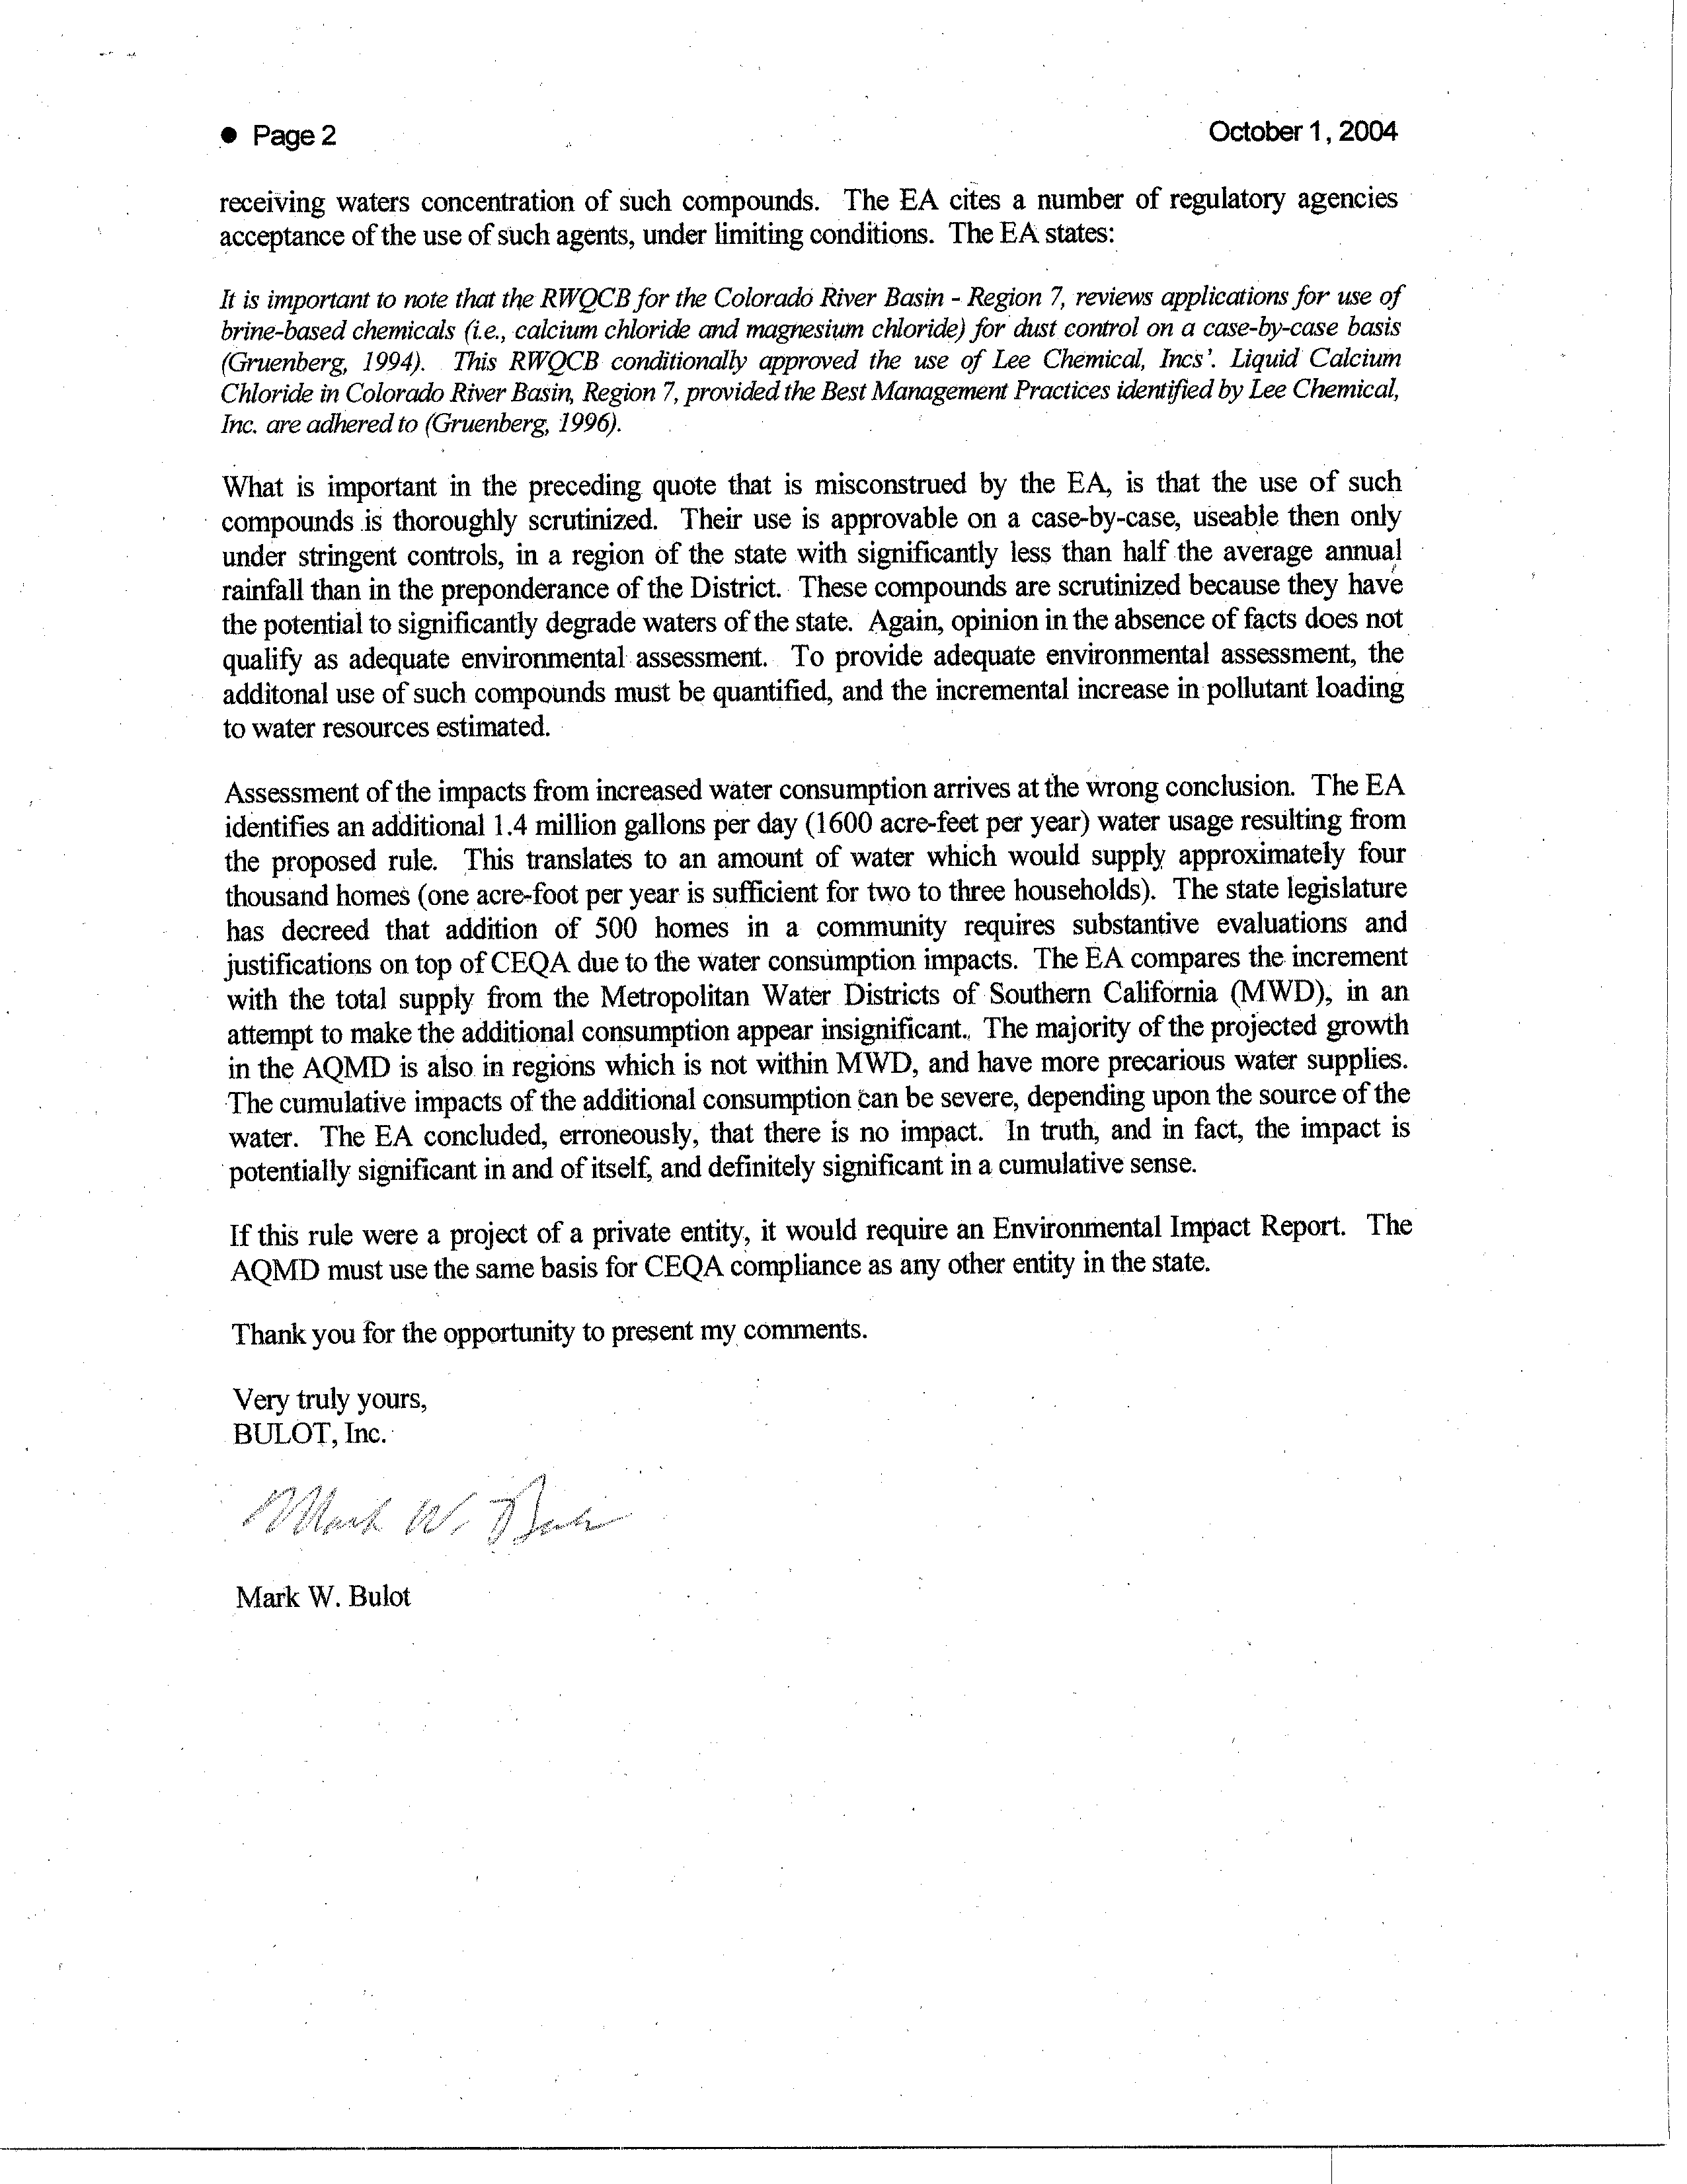 ● Page 2 October 1, 2004
receiving waters concentration of such compounds. The EA cites a number of regulatory agencies
acceptance of the use of such agents, under limiting conditions. The EA states:
It is important to note that the RWQCB for the Colorado River Basin - Region 7, reviews applications for use of
brine-based chemicals (i.e., calcium chloride and magnesium chloride) for dust control on a case-by-case basis
(Gruenberg, 1994). This RWQCB conditionally approved the use of Lee Chemical, Incs'. Liquid Calcium
Chloride in Colorado River Basin, Region 7, provided the Best Management Practices identified by Lee Chemical,
Inc. are adhered to (Gruenberg, 1996).
What is important in the preceding quote that is misconstrued by the EA, is that the use of such
compounds is thoroughly scrutinized. Their use is approvable on a case-by-case, useable then only
under stringent controls, in a region of the state with significantly less than half the average annual
rainfall than in the preponderance of the District. These compounds are scrutinized because they have
the potential to significantly degrade waters of the state. Again, opinion in the absence of facts does not
qualify as adequate environmental assessment. To provide adequate environmental assessment, the
additonal use of such compounds must be quantified, and the incremental increase in pollutant loading
to water resources estimated.
Assessment of the impacts from increased water consumption arrives at the wrong conclusion. The EA
identifies an additional 1.4 million gallons per day (1600 acre-feet per year) water usage resulting from
the proposed rule. This translates to an amount of water which would supply approximately four
thousand homes (one acre-foot per year is sufficient for two to three households). The state legislature
has decreed that addition of 500 homes in a community requires substantive evaluations and
justifications on top of CEQA due to the water consumption impacts. The EA compares the increment
with the total supply from the Metropolitan Water Districts of Southern California (MWD), in an
attempt to make the additional consumption appear insignificant. The majority of the projected growth
in the AQMD is also in regions which is not within MWD, and have more precarious water supplies.
The cumulative impacts of the additional consumption can be severe, depending upon the source of the
water. The EA concluded, erroneously, that there is no impact. In truth, and in fact, the impact is
potentially significant in and of itself, and definitely significant in a cumulative sense.
If this rule were a project of a private entity, it would require an Environmental Impact Report. The
AQMD must use the same basis for CEQA compliance as any other entity in the state.
Thank you for the opportunity to present my comments.
Very truly yours,
BULOT, Inc.
Mark W. Bulot
Mark W. Bulot